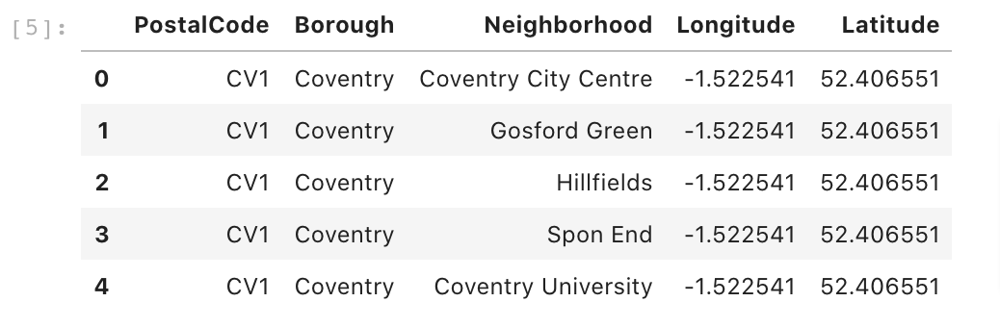 [5]: PostalCode Borough Neighborhood Longitude Latitude
0 CV1 Coventry Coventry City Centre -1.522541 52.406551
1 CV1 Coventry Gosford Green -1.522541 52.406551
2 CV1 Coventry Hillfields -1.522541 52.406551
3 CV1 Coventry Spon End -1.522541 52.406551
4 CV1 Coventry Coventry University -1.522541 52.406551